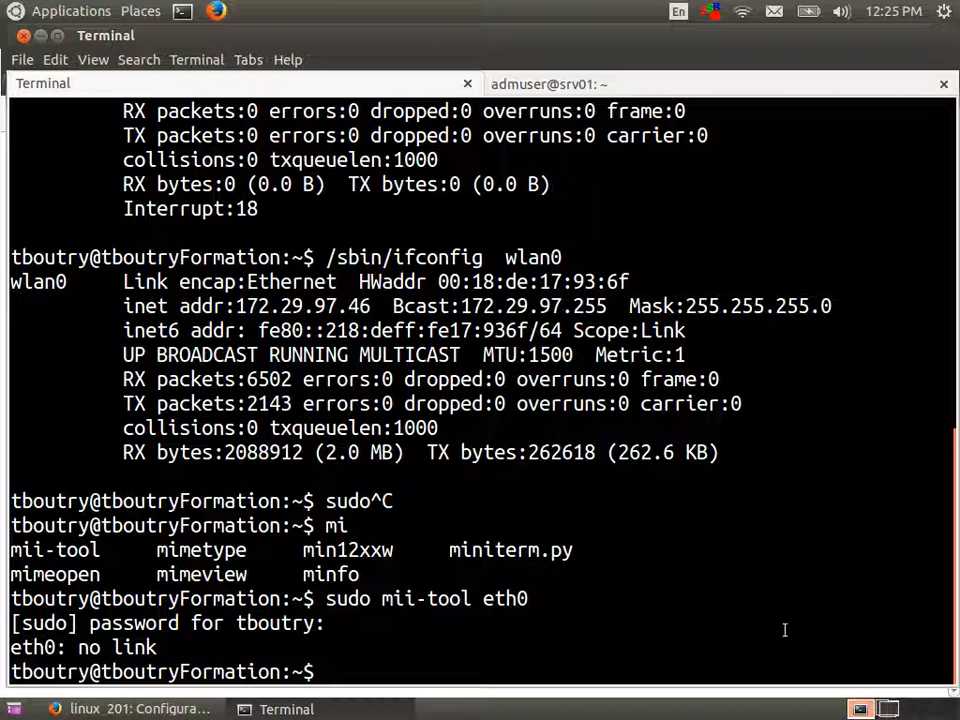 Applications Places En 12:25 PM
Terminal
File Edit View Search Terminal Tabs Help
Terminal × admuser@srv01: ~ ×
RX packets:0 errors:0 dropped:0 overruns:0 frame:0
TX packets:0 errors:0 dropped:0 overruns:0 carrier:0
collisions:0 txqueuelen:1000
RX bytes:0 (0.0 B)  TX bytes:0 (0.0 B)
Interrupt:18
tboutry@tboutryFormation:~$ /sbin/ifconfig  wlan0
wlan0     Link encap:Ethernet  HWaddr 00:18:de:17:93:6f
inet addr:172.29.97.46  Bcast:172.29.97.255  Mask:255.255.255.0
inet6 addr: fe80::218:deff:fe17:936f/64 Scope:Link
UP BROADCAST RUNNING MULTICAST  MTU:1500  Metric:1
RX packets:6502 errors:0 dropped:0 overruns:0 frame:0
TX packets:2143 errors:0 dropped:0 overruns:0 carrier:0
collisions:0 txqueuelen:1000
RX bytes:2088912 (2.0 MB)  TX bytes:262618 (262.6 KB)
tboutry@tboutryFormation:~$ sudo^C
tboutry@tboutryFormation:~$ mi
mii-tool     mimetype     min12xxw     miniterm.py
mimeopen     mimeview     minfo
tboutry@tboutryFormation:~$ sudo mii-tool eth0
[sudo] password for tboutry:
eth0: no link
tboutry@tboutryFormation:~$
linux_201: Configura... Terminal